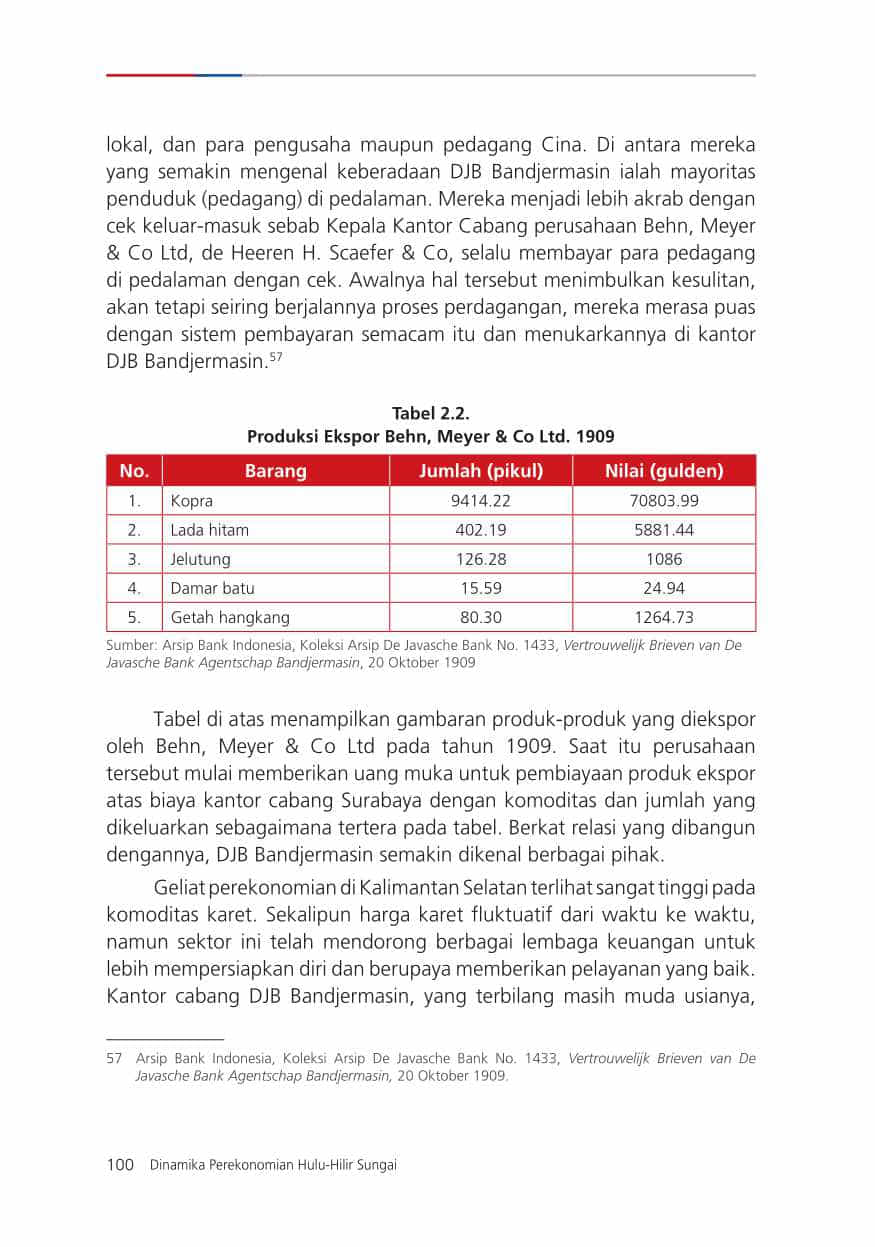 lokal, dan para pengusaha maupun pedagang Cina. Di antara mereka
yang semakin mengenal keberadaan DJB Bandjermasin ialah mayoritas
penduduk (pedagong) di pedalaman. Mereka menjadi lebih akrab dengan
cek keluar-masuk sebab Kepala Kantor Cabang perusahaan Behn, Meyer
& Co Ltd, de Heeren H. Scaefer & Co, selalu membayar para pedagang
di pedalaman dengan cek. Awalnya hal tersebut menimbulkan kesulitan,
akan tetapi seiring berjalannya proses perdagangan, mereka merasa puas
dengan sistem pembayaran semacam itu dan menukarkannya di kantor
DJB Bandjermasin.57
Tabel 2.2.
Produksi Ekspor Behn, Meyer & Co Ltd. 1909
No. Barang Jumlah (pikul) Nilai (gulden)
1. Kopra 9414.22 70803.99
2. Lada hitam 402.19 5881.44
3. Jelutung 126.28 1086
4. Damar batu 15.59 24.94
5. Getah hangkang 80.30 1264.73
Sumber: Arsip Bank Indonesia, Koleksi Arsip De Javasche Bank No. 1433, Vertrouwelijk Brieven van De
Javasche Bank Agentschap Bandjermasin, 20 Oktober 1909
Tabel di atas menampilkan gambaran produk-produk yang diekspor
oleh Behn, Meyer & Co Ltd pada tahun 1909. Saat itu perusahaan
tersebut mulai memberikan uang muka untuk pembiayaan produk ekspor
atas biaya kantor cabang Surabaya dengan komoditas dan jumlah yang
dikeluarkan sebagaimana tertera pada tabel. Berkat relasi yang dibangun
dengannya, DJB Bandjermasin semakin dikenal berbagai pihak.
Geliat perekonomian di Kalimantan Selatan terlihat sangat tinggi pada
komoditas karet. Sekalipun harga karet fluktuatif dari waktu ke waktu,
namun sektor ini telah mendorong berbagai lembaga keuangan untuk
lebih mempersiapkan diri dan berupaya memberikan pelayanan yang baik.
Kantor cabang DJB Bandjermasin, yang terbilang masih muda usianya,
57 Arsip Bank Indonesia, Koleksi Arsip De Javasche Bank No. 1433, Vertrouwelijk Brieven van De
Javasche Bank Agentschap Bandjermasin, 20 Oktober 1909.
100 Dinamika Perekonomian Hulu-Hilir Sungai